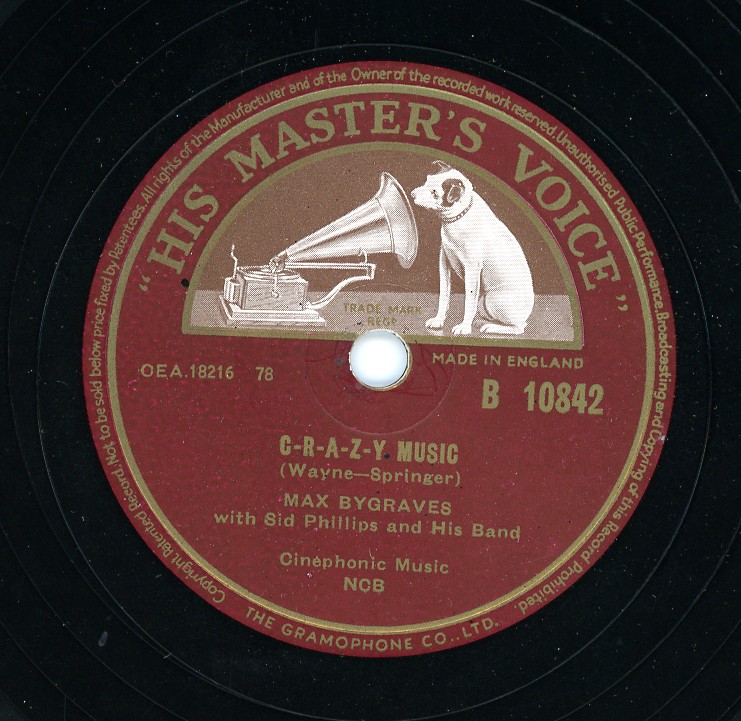 Copyright Patented Record. Not to be sold below price fixed by Patentees. All rights of the Manufacturer and of the Owner of the recorded work reserved. Unauthorised Public Performance, Broadcasting and Copying of this Record Prohibited.
"HIS MASTER'S VOICE"
TRADE MARK
REGD
MADE IN ENGLAND
OEA.18216 78
B 10842
C-R-A-Z-Y MUSIC
(Wayne—Springer)
MAX BYGRAVES
with Sid Phillips and His Band
Cinephonic Music
NCB
THE GRAMOPHONE CO., LTD.